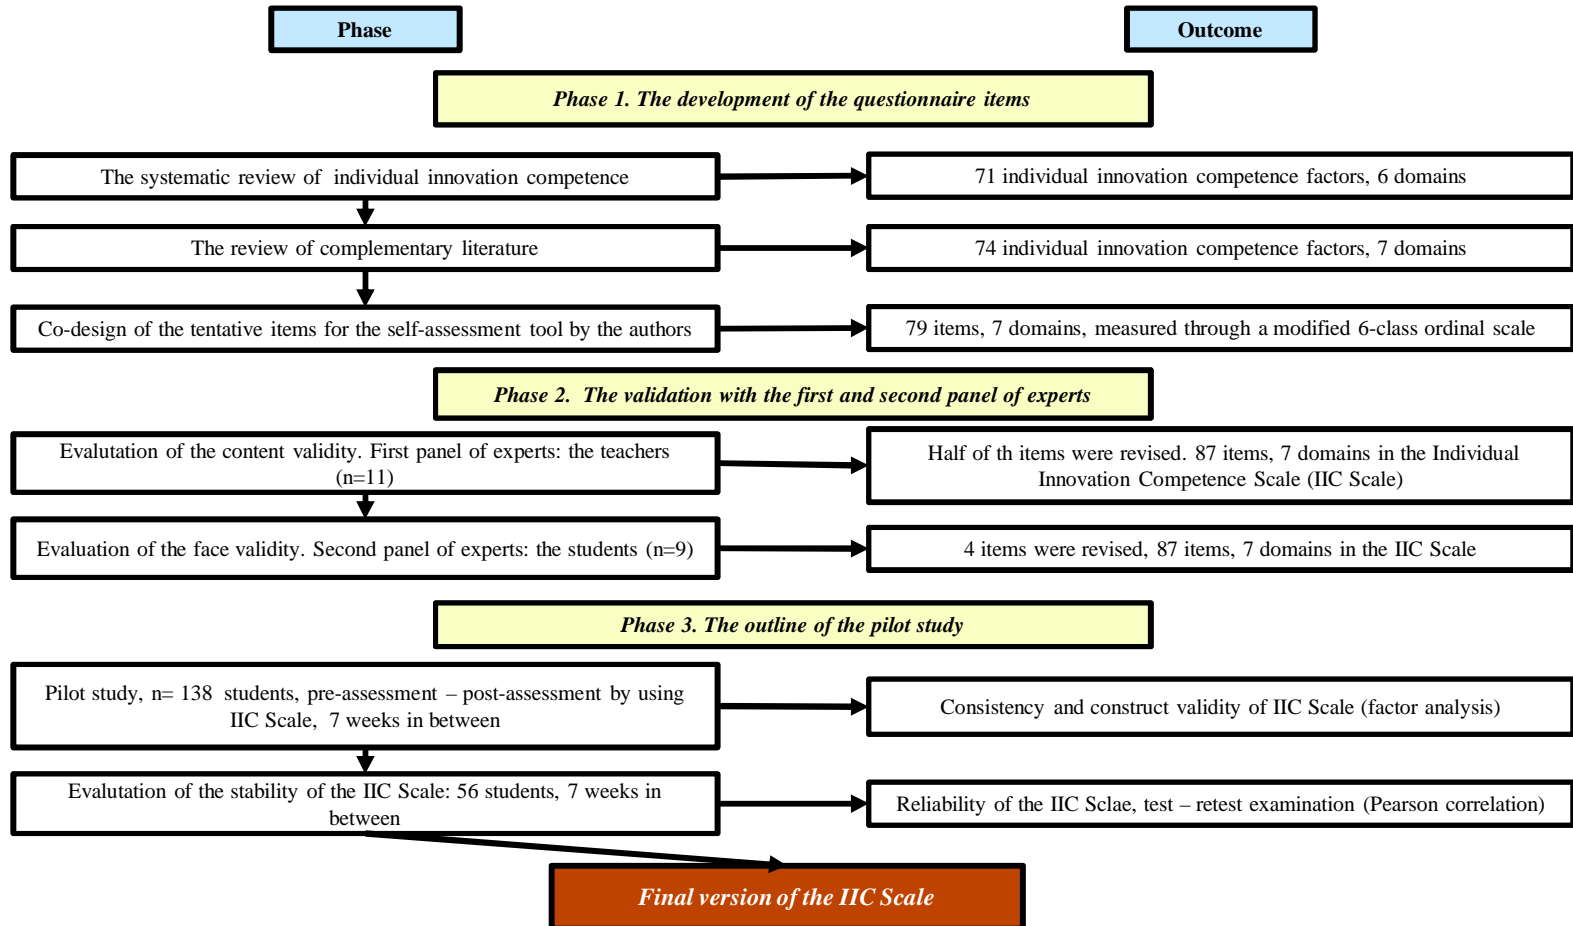 Phase
Outcome
Phase 1. The development of the questionnaire items
The systematic review of individual innovation competence
71 individual innovation competence factors, 6 domains
The review of complementary literature
74 individual innovation competence factors, 7 domains
Co-design of the tentative items for the self-assessment tool by the authors
79 items, 7 domains, measured through a modified 6-class ordinal scale
Phase 2. The validation with the first and second panel of experts
Evalutation of the content validity. First panel of experts: the teachers
(n=11)
Half of th items were revised. 87 items, 7 domains in the Individual
Innovation Competence Scale (IIC Scale)
Evaluation of the face validity. Second panel of experts: the students (n=9)
4 items were revised, 87 items, 7 domains in the IIC Scale
Phase 3. The outline of the pilot study
Pilot study, n= 138 students, pre-assessment – post-assessment by using
IIC Scale, 7 weeks in between
Consistency and construct validity of IIC Scale (factor analysis)
Evalutation of the stability of the IIC Scale: 56 students, 7 weeks in
between
Reliability of the IIC Sclae, test – retest examination (Pearson correlation)
Final version of the IIC Scale